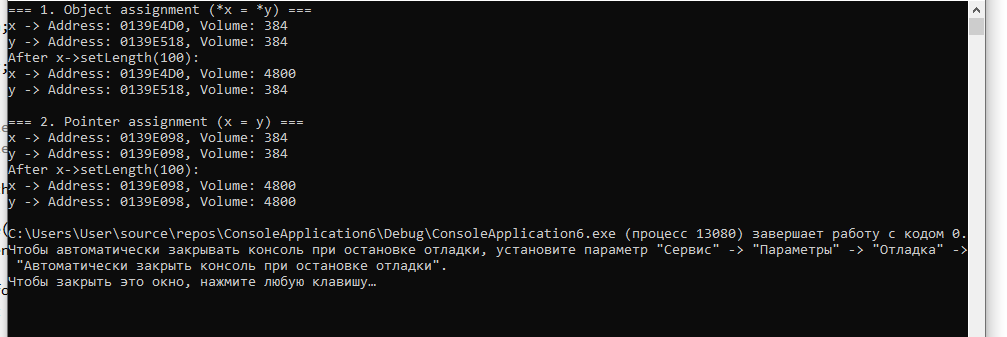 === 1. Object assignment (*x = *y) ===
x -> Address: 0139E4D0, Volume: 384
y -> Address: 0139E518, Volume: 384
After x->setLength(100):
x -> Address: 0139E4D0, Volume: 4800
y -> Address: 0139E518, Volume: 384
=== 2. Pointer assignment (x = y) ===
x -> Address: 0139E098, Volume: 384
y -> Address: 0139E098, Volume: 384
After x->setLength(100):
x -> Address: 0139E098, Volume: 4800
y -> Address: 0139E098, Volume: 4800
C:\Users\User\source\repos\ConsoleApplication6\Debug\ConsoleApplication6.exe (процесс 13080) завершает работу с кодом 0.
Чтобы автоматически закрывать консоль при остановке отладки, установите параметр "Сервис" -> "Параметры" -> "Отладка" ->
"Автоматически закрыть консоль при остановке отладки".
Чтобы закрыть это окно, нажмите любую клавишу…